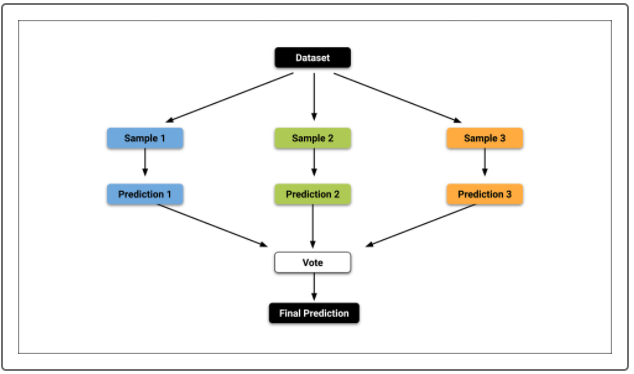 Dataset
Sample 1
Sample 2
Sample 3
Prediction 1
Prediction 2
Prediction 3
Vote
Final Prediction